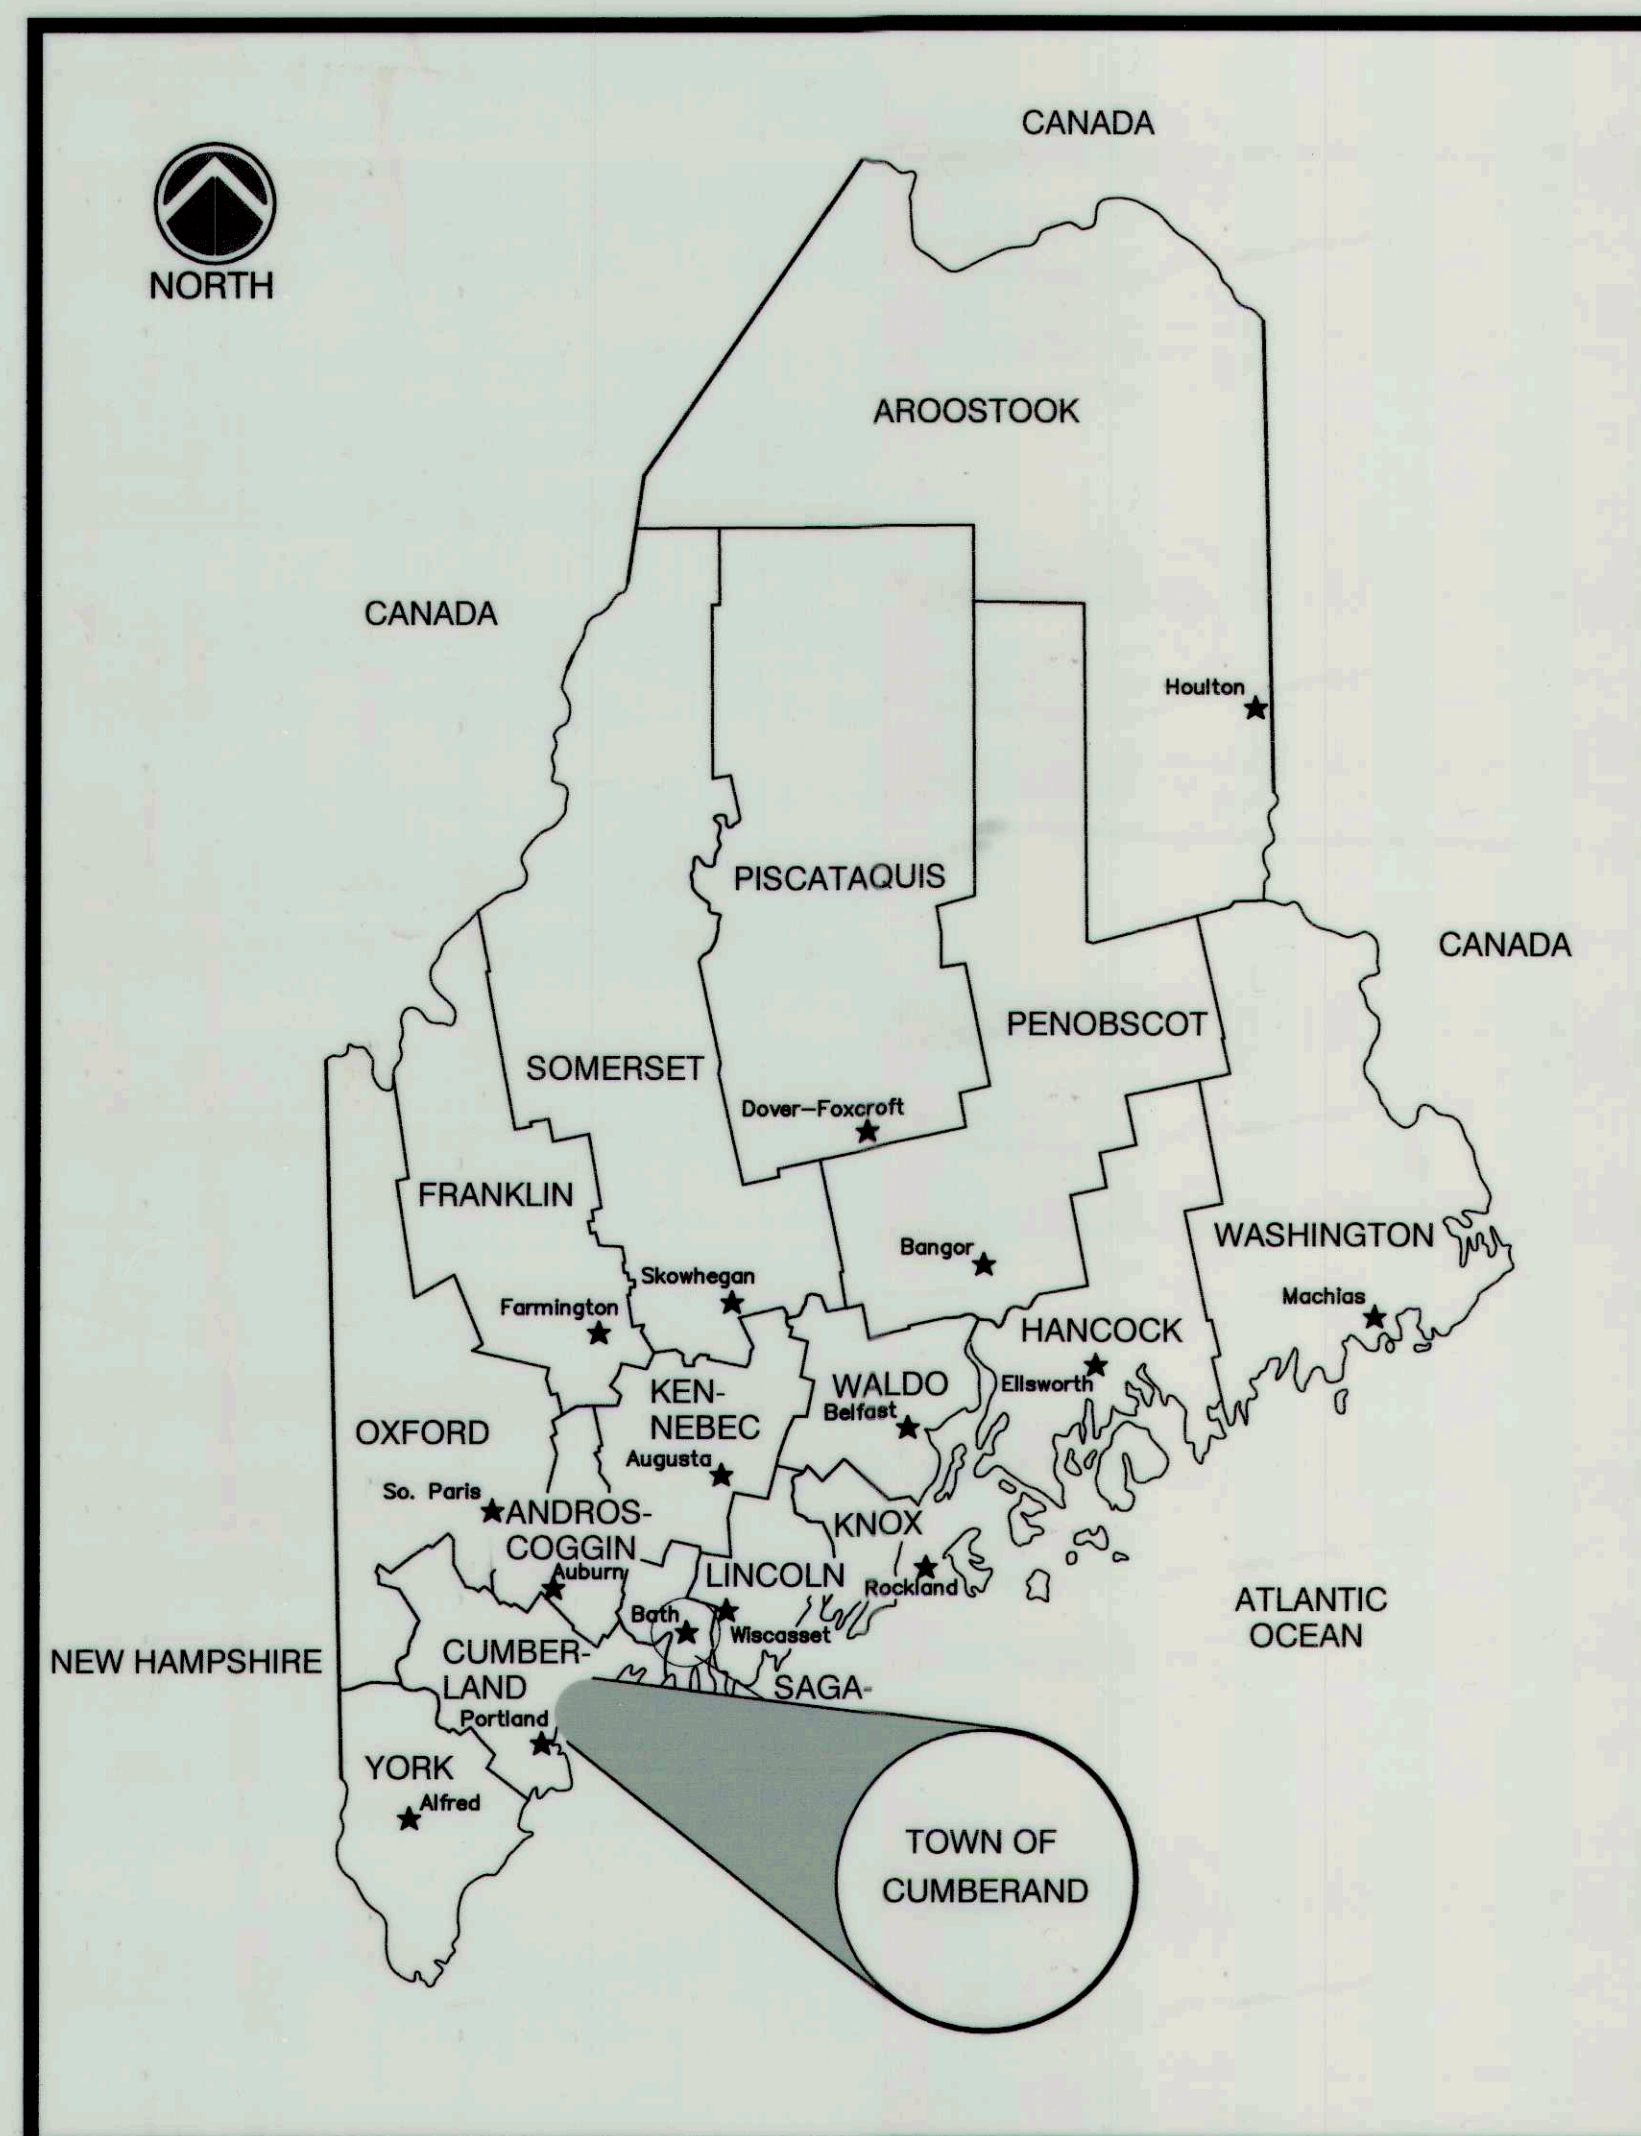 CANADA
NORTH
AROOSTOOK
CANADA
Houlton
PISCATAQUIS
CANADA
PENOBSCOT
SOMERSET
Dover-Foxcroft
FRANKLIN
WASHINGTON
Bangor
Skowhegan
Machias
Farmington
HANCOCK
Ellsworth
KEN-
NEBEC
WALDO
Belfast
OXFORD
Augusta
So. Paris
ANDROS-
COGGIN
Auburn
KNOX
LINCOLN
Rockland
ATLANTIC
OCEAN
Bath
Wiscasset
NEW HAMPSHIRE
CUMBER-
LAND
SAGA-
Portland
YORK
Alfred
TOWN OF
CUMBERAND